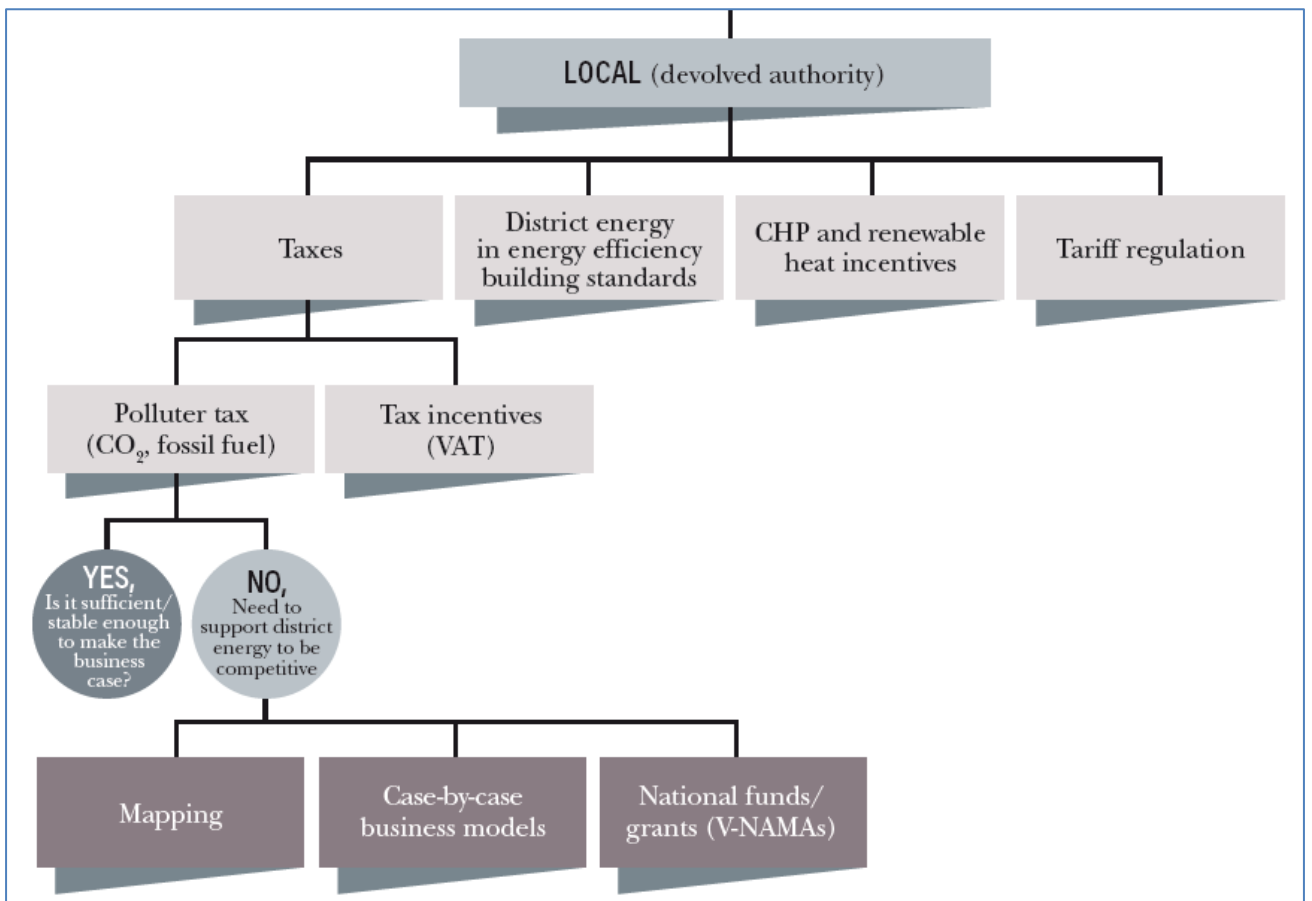 LOCAL (devolved authority)
Taxes
District energy
in energy efficiency
building standards
CHP and renewable
heat incentives
Tariff regulation
Polluter tax
(CO₂, fossil fuel)
Tax incentives
(VAT)
YES,
Is it sufficient/
stable enough
to make the
business
case?
NO,
Need to
support district
energy to be
competitive
Mapping
Case-by-case
business models
National funds/
grants (V-NAMAs)